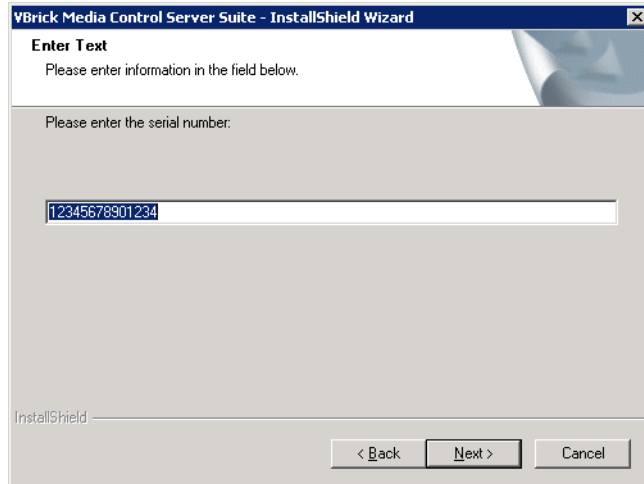 VBrick Media Control Server Suite - InstallShield Wizard
Enter Text
Please enter information in the field below.
Please enter the serial number:
12345678901234
InstallShield
< Back Next > Cancel